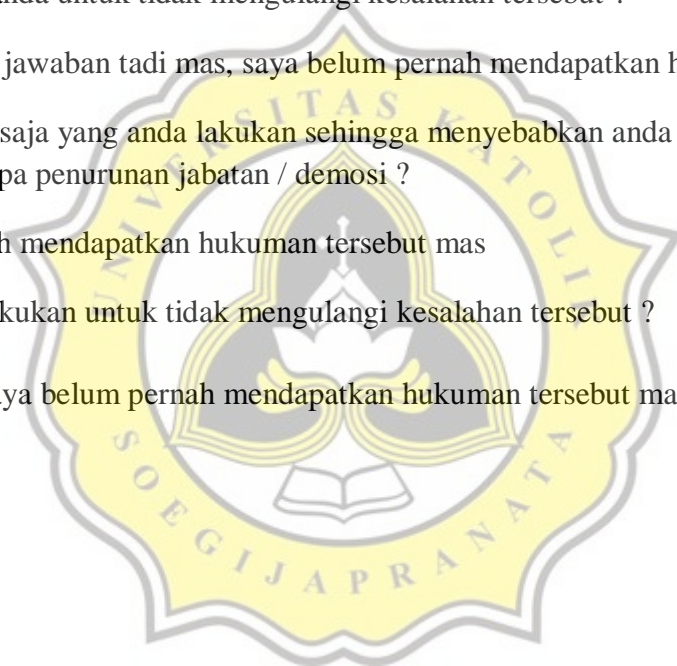 anda untuk tidak mengulangi kesalahan tersebut ?
jawaban tadi mas, saya belum pernah mendapatkan h
saja yang anda lakukan sehingga menyebabkan anda
pa penurunan jabatan / demosi ?
h mendapatkan hukuman tersebut mas
kukan untuk tidak mengulangi kesalahan tersebut ?
ya belum pernah mendapatkan hukuman tersebut ma
UNIVERSITAS KATOLIK
SOEGIJAPRANATA